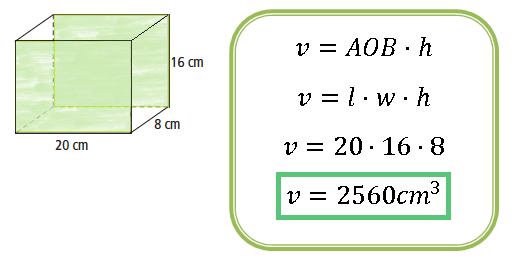 16 cm
8 cm
20 cm
v = AOB · h
v = l · w · h
v = 20 · 16 · 8
v = 2560cm³